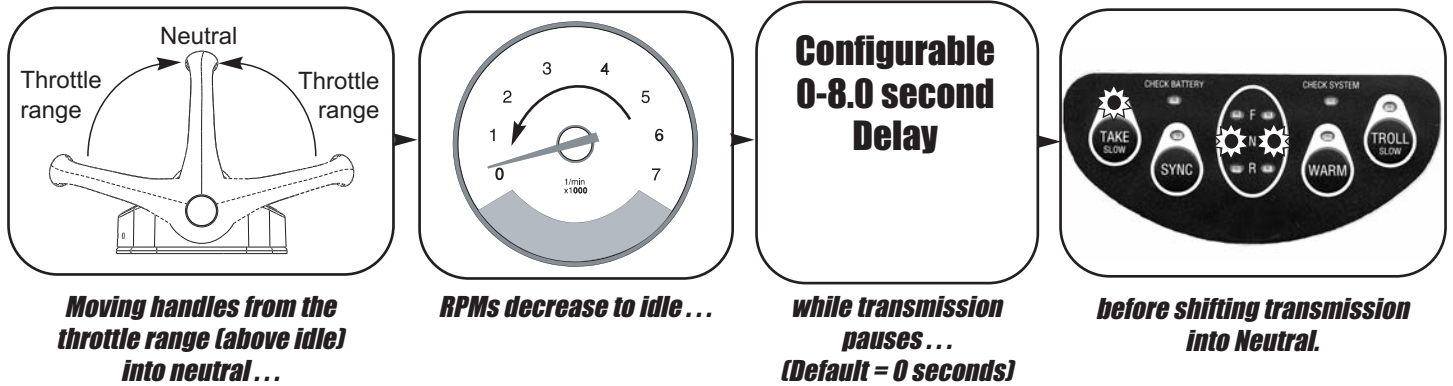 Neutral
Throttle
range
Throttle
range
Moving handles from the
throttle range (above idle)
into neutral . . .
0
1
2
3
4
5
6
7
1/min
x1000
RPMs decrease to idle . . .
Configurable
0-8.0 second
Delay
while transmission
pauses . . .
(Default = 0 seconds)
CHECK BATTERY
CHECK SYSTEM
TAKE
SLOW
SYNC
F
N
R
WARM
TROLL
SLOW
before shifting transmission
into Neutral.